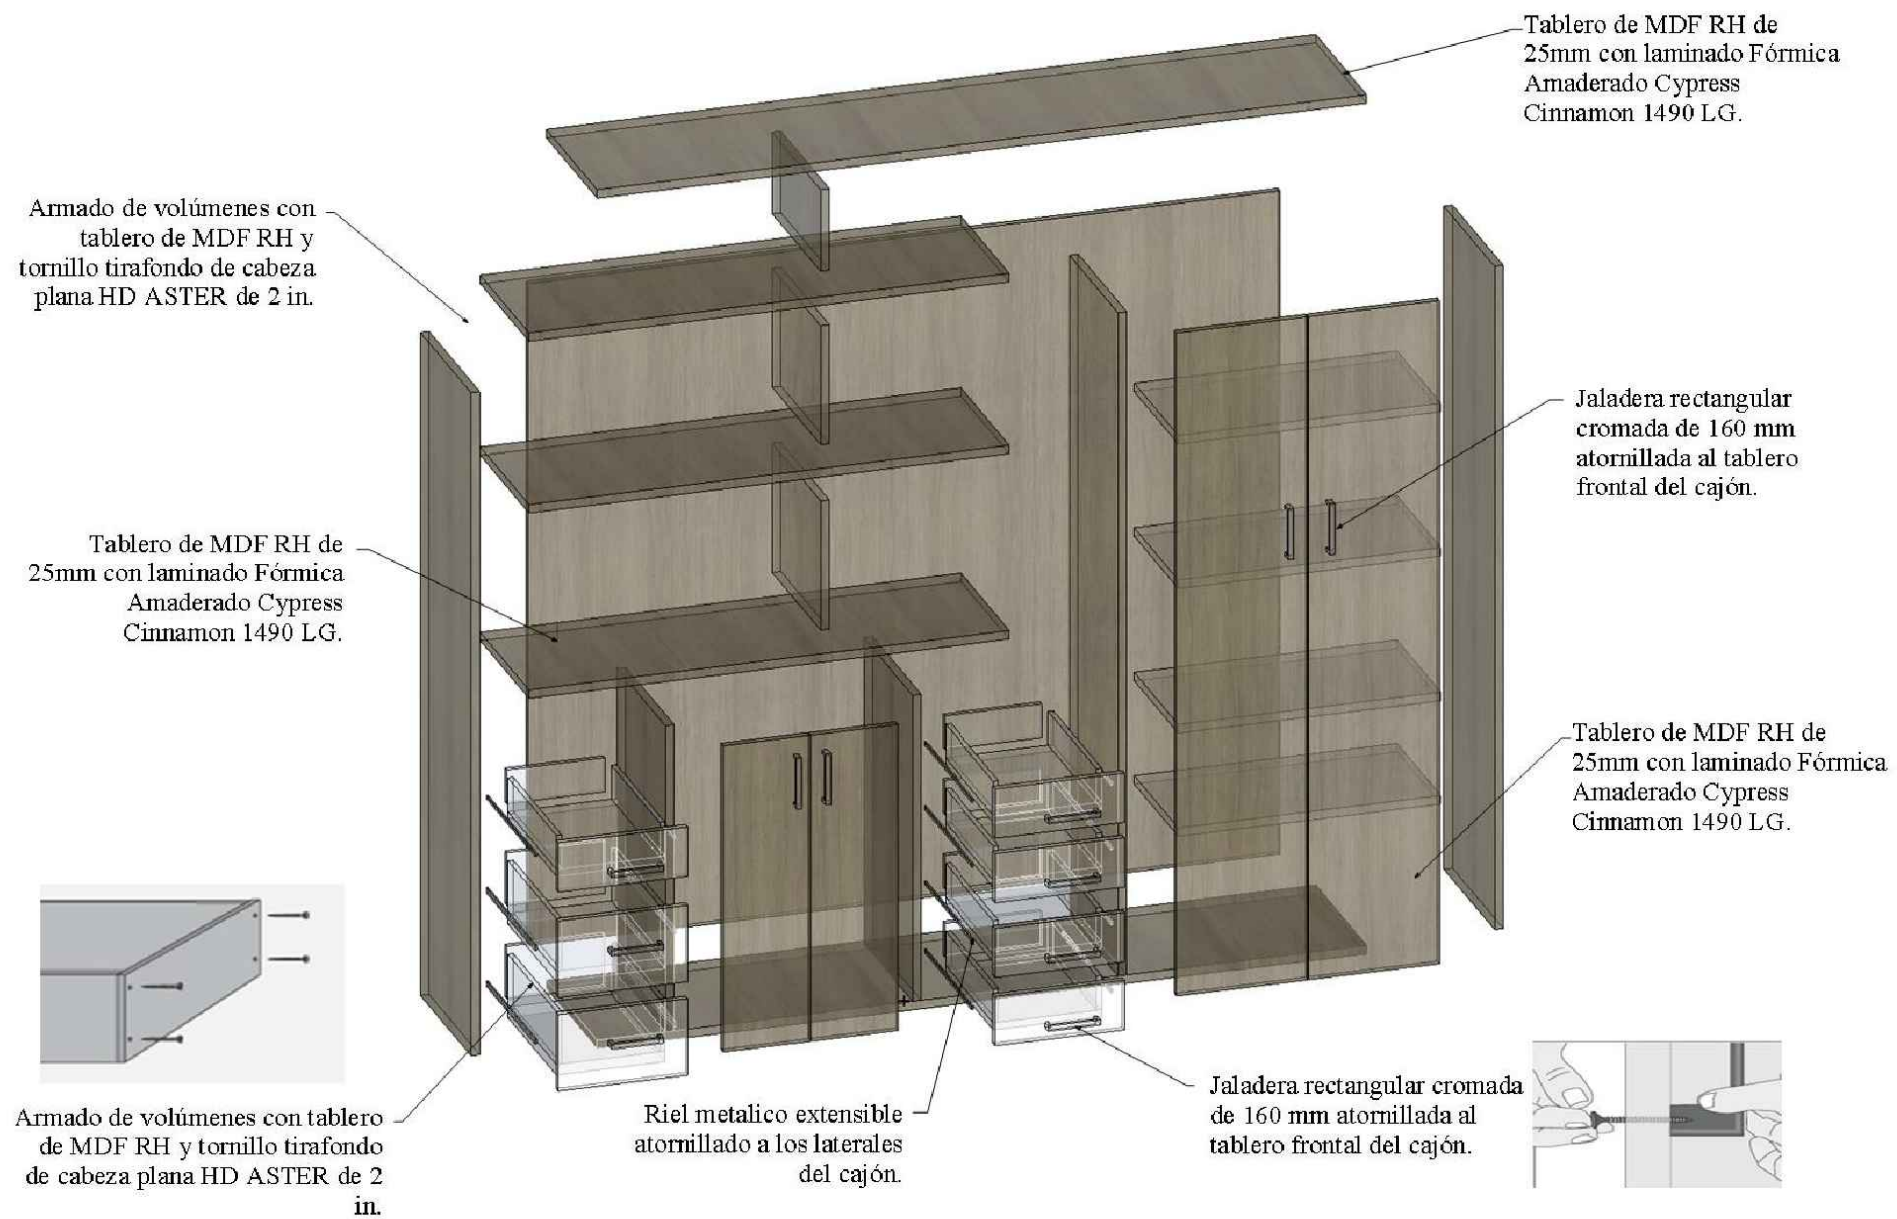 Tablero de MDF RH de
25mm con laminado Fórmica
Amaderado Cypress
Cinnamon 1490 LG.
Armado de volúmenes con
tablero de MDF RH y
tornillo tirafondo de cabeza
plana HD ASTER de 2 in.
Jaladera rectangular
cromada de 160 mm
atornillada al tablero
frontal del cajón.
Tablero de MDF RH de
25mm con laminado Fórmica
Amaderado Cypress
Cinnamon 1490 LG.
Tablero de MDF RH de
25mm con laminado Fórmica
Amaderado Cypress
Cinnamon 1490 LG.
Armado de volúmenes con tablero
de MDF RH y tornillo tirafondo
de cabeza plana HD ASTER de 2
in.
Riel metalico extensible
atornillado a los laterales
del cajón.
Jaladera rectangular cromada
de 160 mm atornillada al
tablero frontal del cajón.